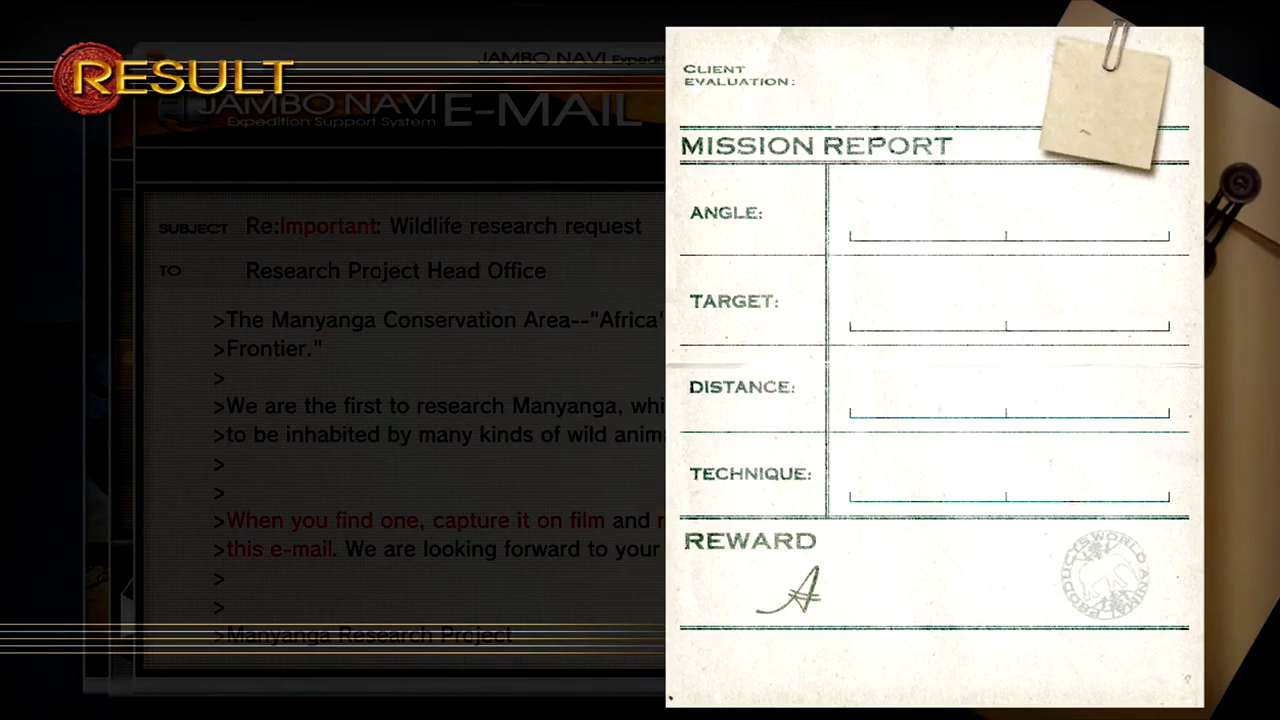 RESULT
JAMBO NAVI
JAMBO NAVI E-MAIL
Expedition Support System
SUBJECT Re:Important: Wildlife research request
TO Research Project Head Office
>The Manyanga Conservation Area--"Africa'
>Frontier."
>
>We are the first to research Manyanga, whi
>to be inhabited by many kinds of wild anim
>
>
>When you find one, capture it on film and r
>this e-mail. We are looking forward to your
>
>
>Manyanga Research Project
CLIENT
EVALUATION:
MISSION REPORT
ANGLE:
TARGET:
DISTANCE:
TECHNIQUE:
REWARD
A
WORLD ANIMAL PRODUCTS